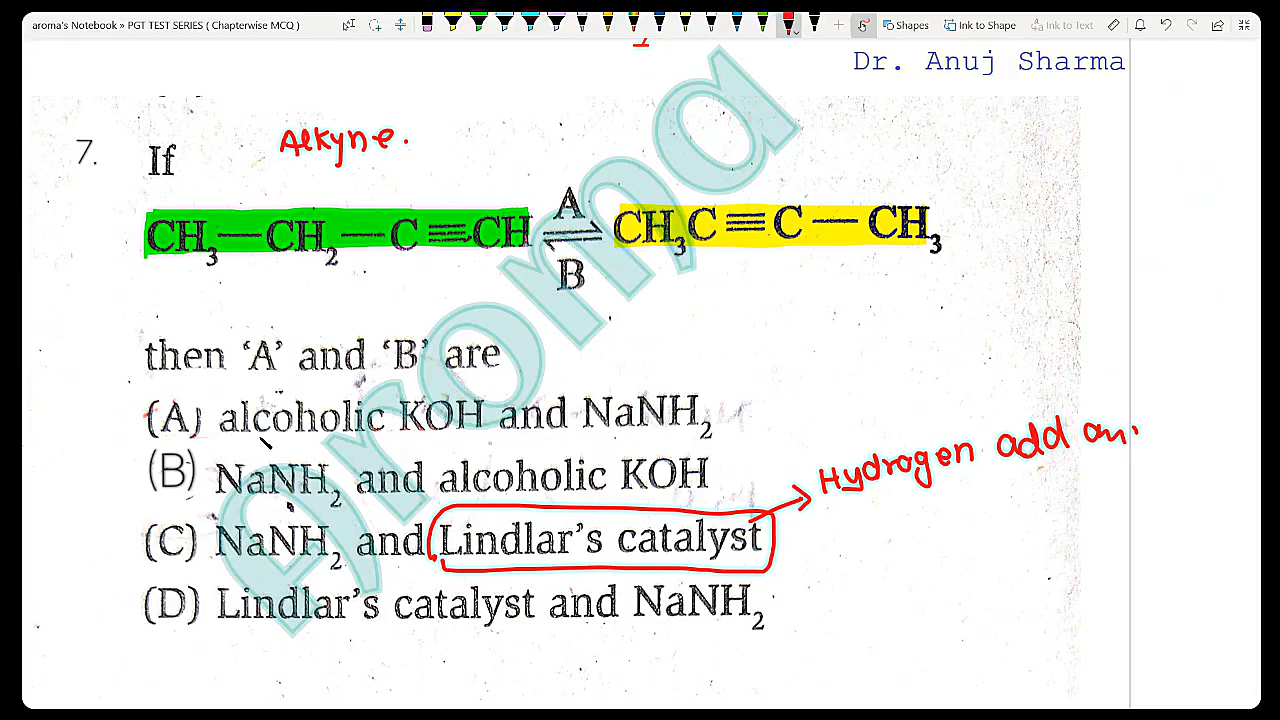 aroma's Notebook » PGT TEST SERIES ( Chapterwise MCQ )
Shapes
Ink to Shape
Ink to Text
Dr. Anuj Sharma
Alkyne.
7. If
CH₃—CH₂—C≡CH A ⇌ B CH₃C≡C—CH₃
then ‘A’ and ‘B’ are
(A) alcoholic KOH and NaNH₂
(B) NaNH₂ and alcoholic KOH
(C) NaNH₂ and Lindlar’s catalyst → Hydrogen add on.
(D) Lindlar’s catalyst and NaNH₂
Aroma